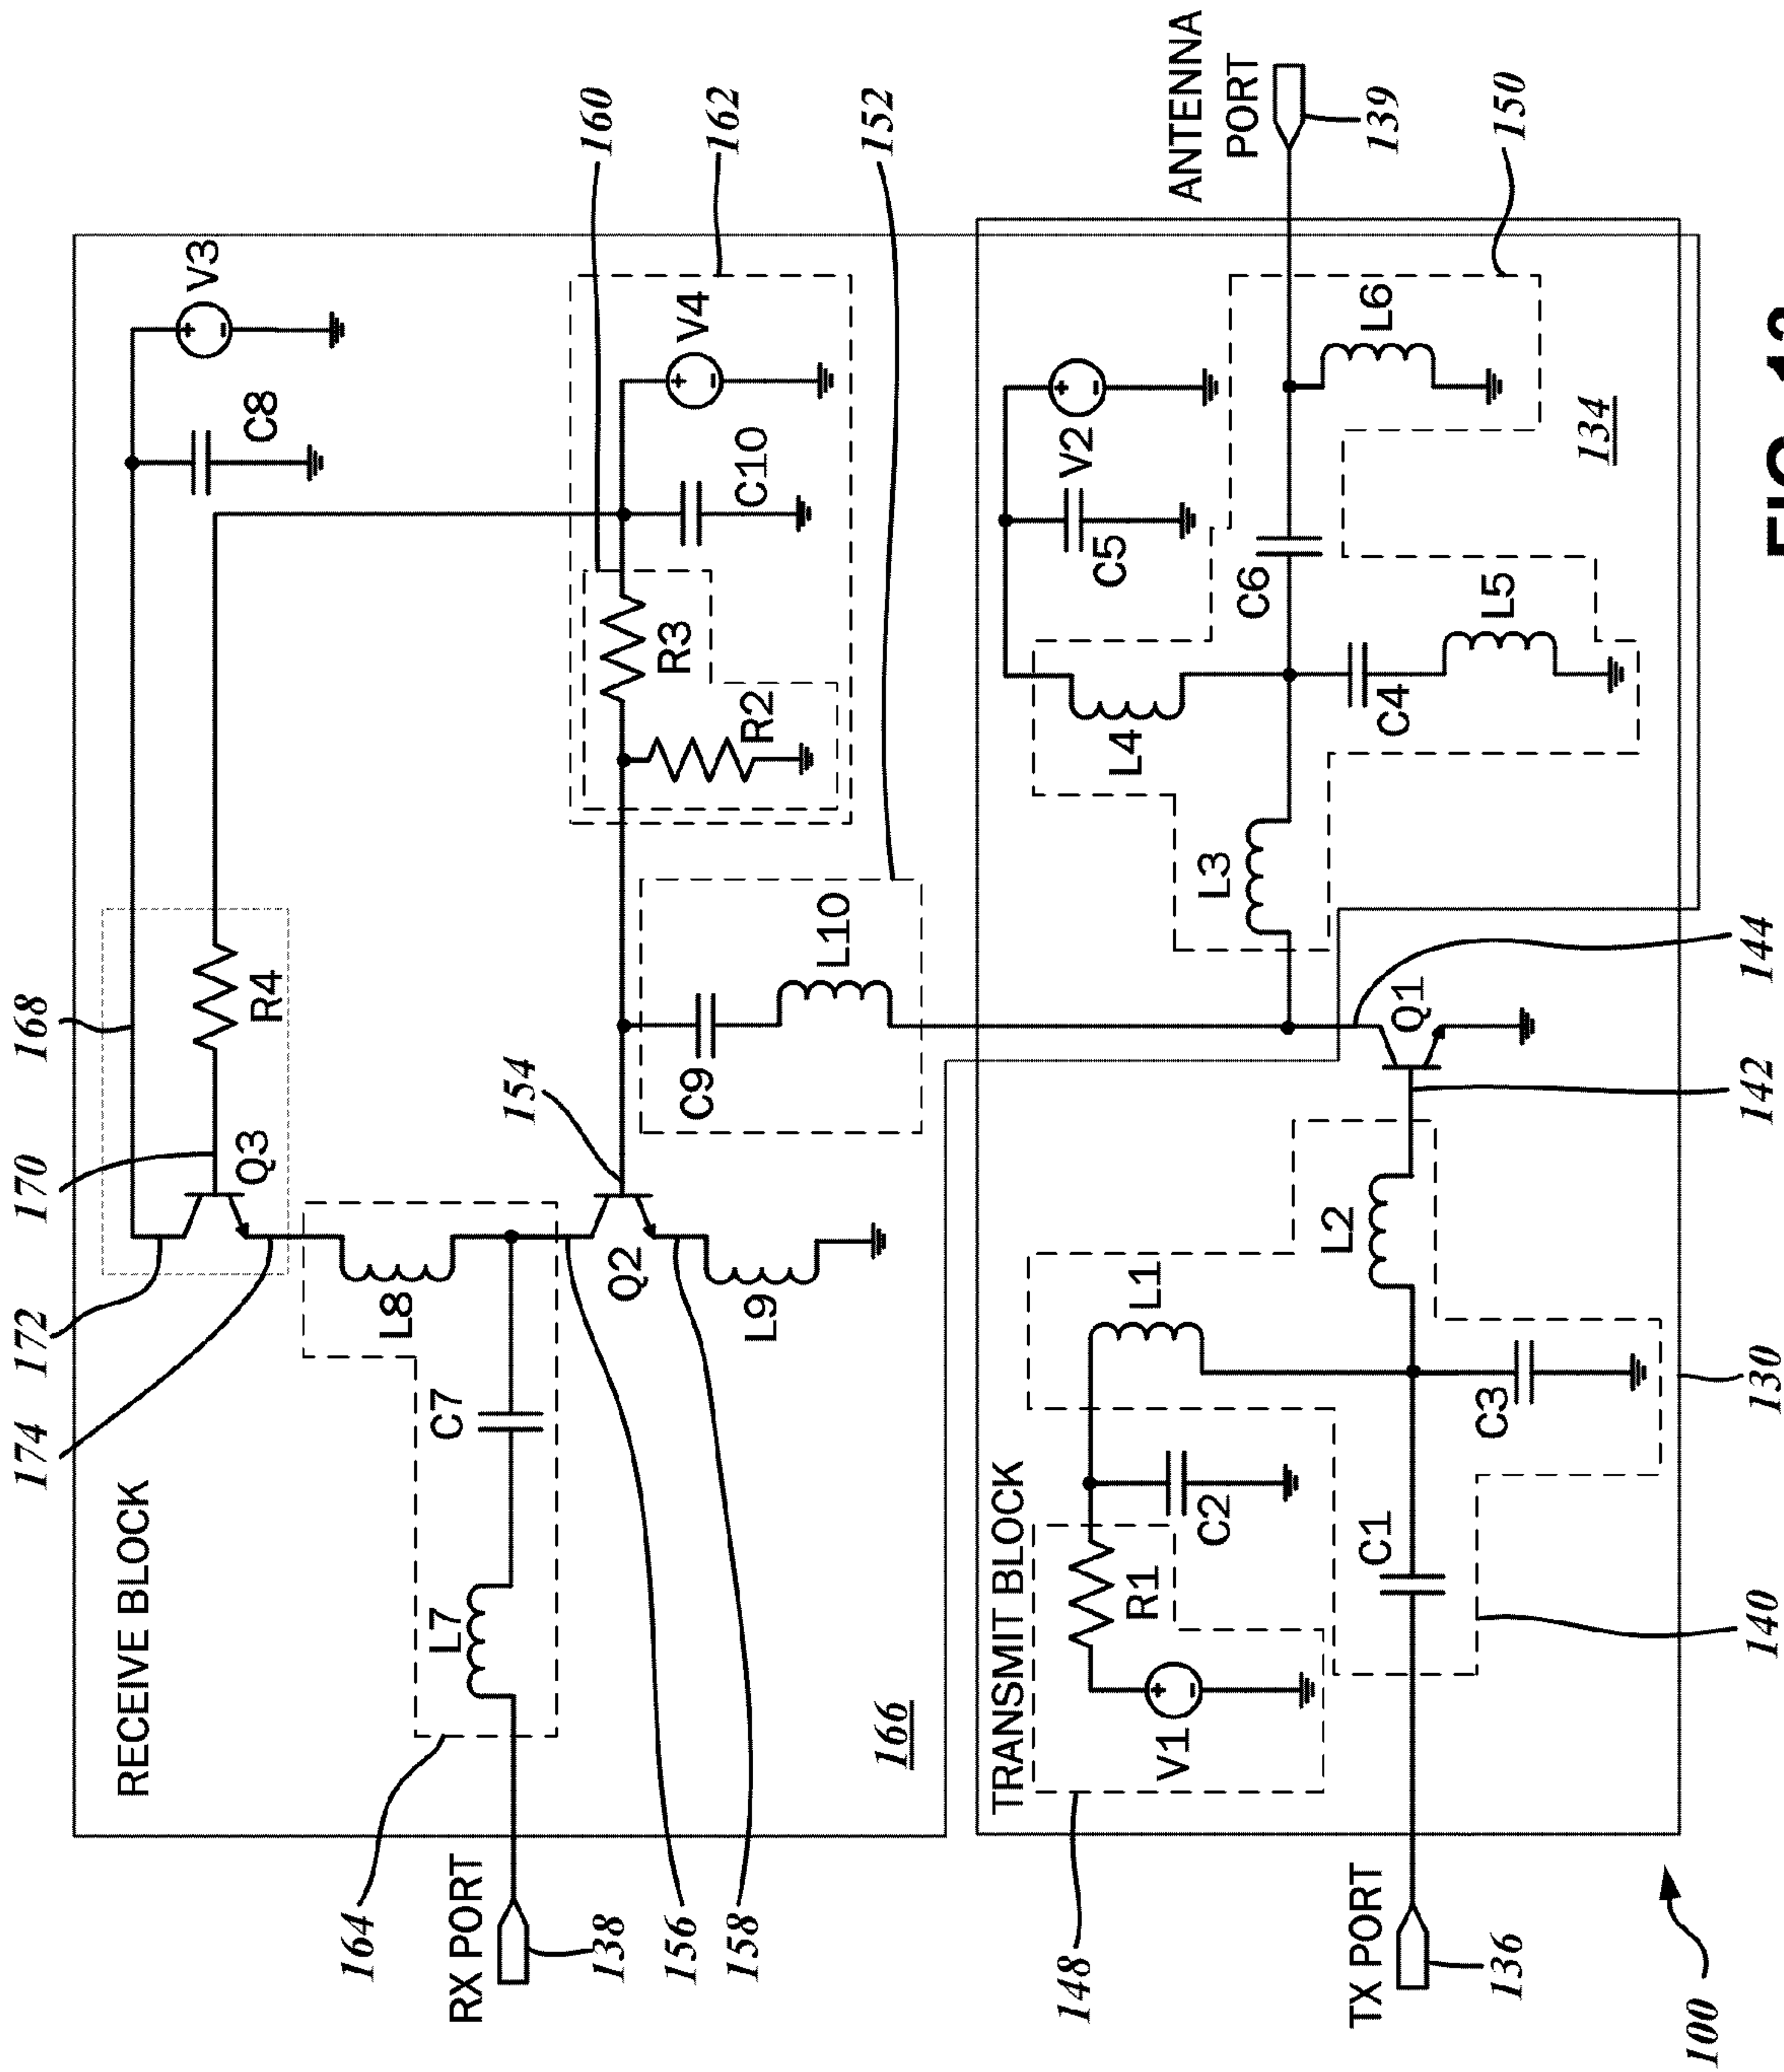 168
170
172
174
RECEIVE BLOCK
Q3
R4
C8
V3
160
162
152
164
L7
C7
L8
154
Q2
L9
C9
L10
R2
R3
C10
V4
RX PORT
138
156
158
166
ANTENNA
PORT
139
150
TRANSMIT BLOCK
V1
R1
C2
L1
L2
L3
L4
C5
V2
C6
L6
L5
C4
134
148
TX PORT
136
C1
C3
Q1
140
130
142
144
100